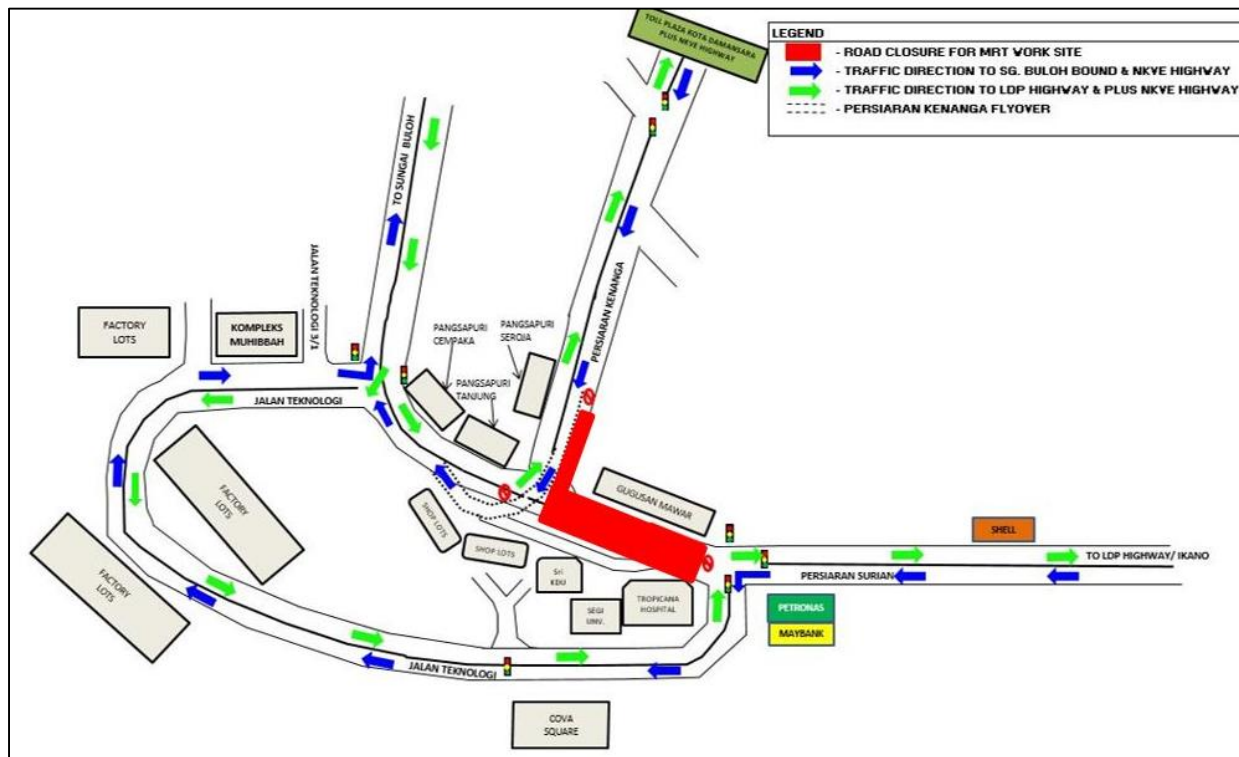 TOLL PLAZA KOTA DAMANSARA
PLUS NKVE HIGHWAY
LEGEND
- ROAD CLOSURE FOR MRT WORK SITE
- TRAFFIC DIRECTION TO SG. BULOH BOUND & NKVE HIGHWAY
- TRAFFIC DIRECTION TO LDP HIGHWAY & PLUS NKVE HIGHWAY
- PERSIARAN KENANGA FLYOVER
TO SUNGAI BULOH
JALAN TEKNOLOGI 3/1
PERSIARAN KENANGA
FACTORY
LOTS
KOMPLEKS
MUHIBBAH
PANGSAPURI
CEMPAKA
PANGSAPURI
SEROJA
PANGSAPURI
TANJUNG
JALAN TEKNOLOGI
FACTORY
LOTS
FACTORY
LOTS
SHOP LOTS
SHOP LOTS
GUGUSAN MAWAR
SHELL
TO LDP HIGHWAY/ IKANO
PERSIARAN SURIAN
Sri
KDU
SEGI
UNV.
TROPICANA
HOSPITAL
PETRONAS
MAYBANK
JALAN TEKNOLOGI
COVA
SQUARE